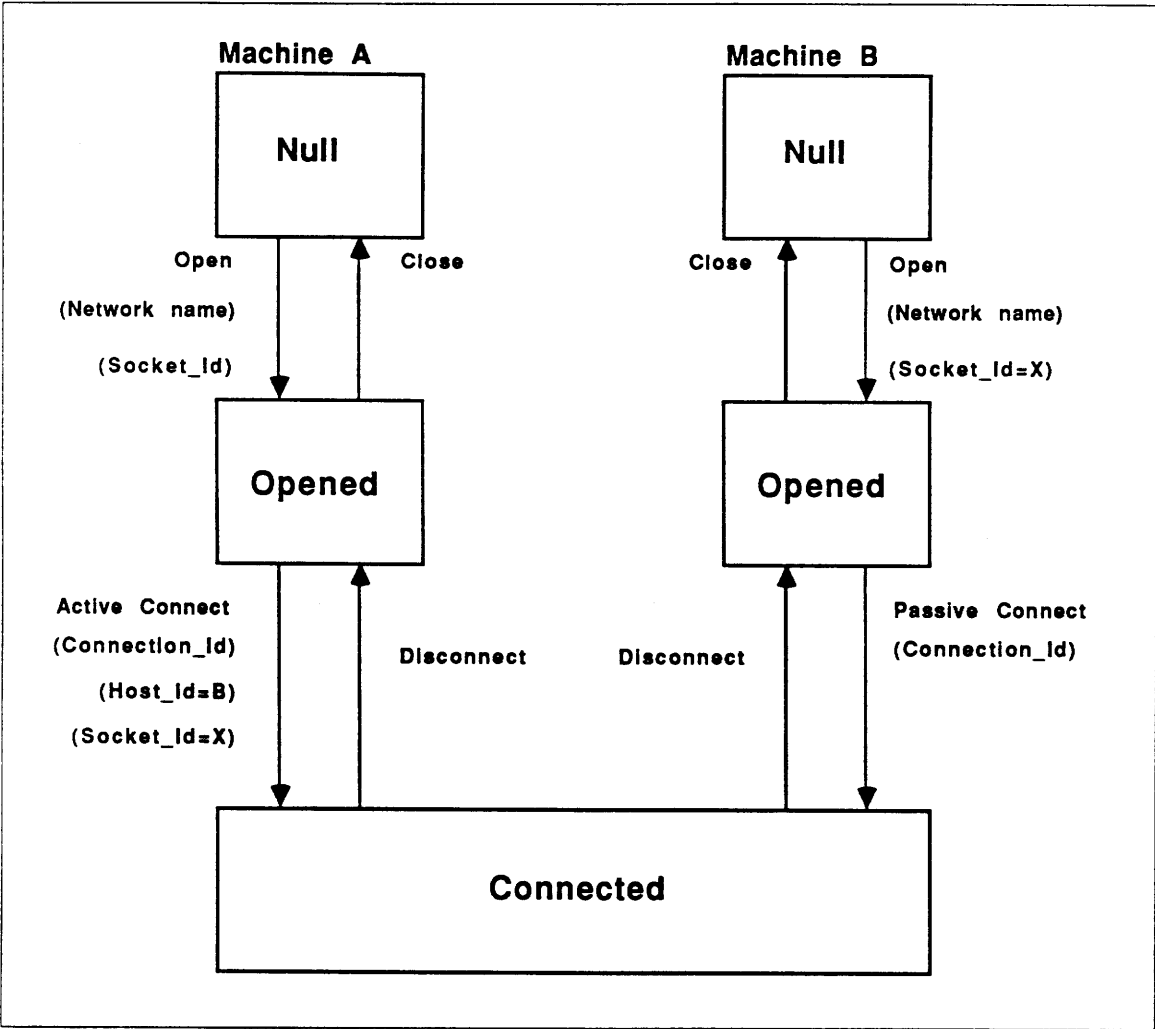 Machine A
Machine B
Null
Null
Open
Close
Close
Open
(Network name)
(Network name)
(Socket_Id)
(Socket_Id=X)
Opened
Opened
Active Connect
Passive Connect
(Connection_Id)
(Connection_Id)
Disconnect
Disconnect
(Host_Id=B)
(Socket_Id=X)
Connected